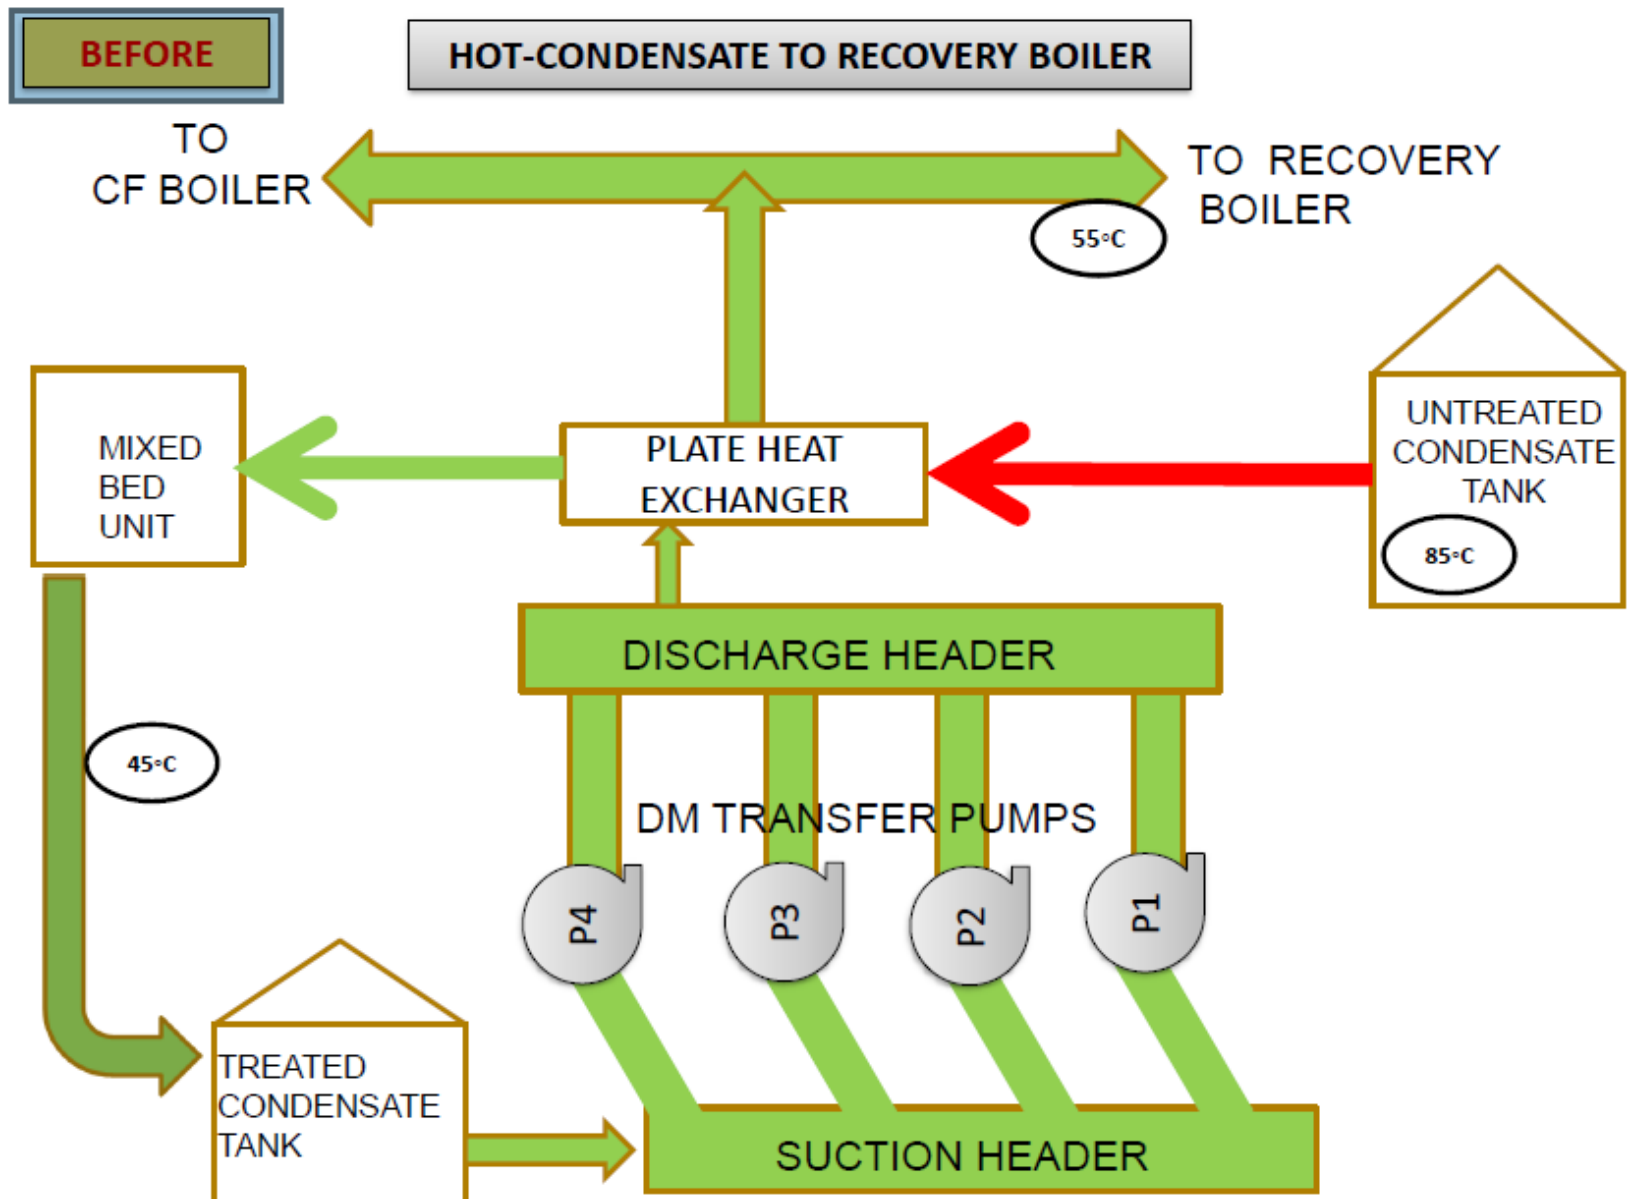 BEFORE
HOT-CONDENSATE TO RECOVERY BOILER
TO
CF BOILER
TO RECOVERY
BOILER
55°C
MIXED
BED
UNIT
PLATE HEAT
EXCHANGER
UNTREATED
CONDENSATE
TANK
85°C
DISCHARGE HEADER
45°C
DM TRANSFER PUMPS
P4
P3
P2
P1
TREATED
CONDENSATE
TANK
SUCTION HEADER